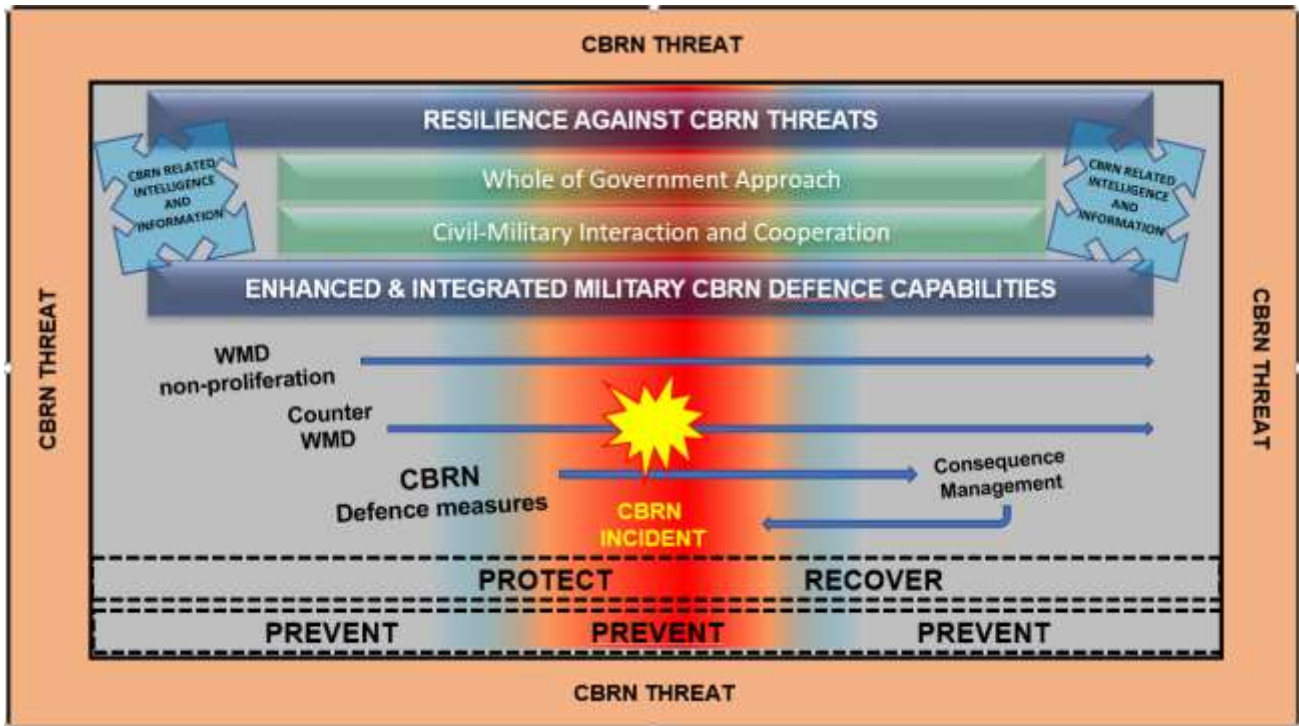 CBRN THREAT
RESILIENCE AGAINST CBRN THREATS
CBRN RELATED
INTELLIGENCE
AND
INFORMATION
Whole of Government Approach
Civil-Military Interaction and Cooperation
CBRN RELATED
INTELLIGENCE
AND
INFORMATION
ENHANCED & INTEGRATED MILITARY CBRN DEFENCE CAPABILITIES
CBRN THREAT
CBRN THREAT
WMD
non-proliferation
Counter
WMD
CBRN
Defence measures
Consequence
Management
CBRN
INCIDENT
PROTECT RECOVER
PREVENT PREVENT PREVENT
CBRN THREAT